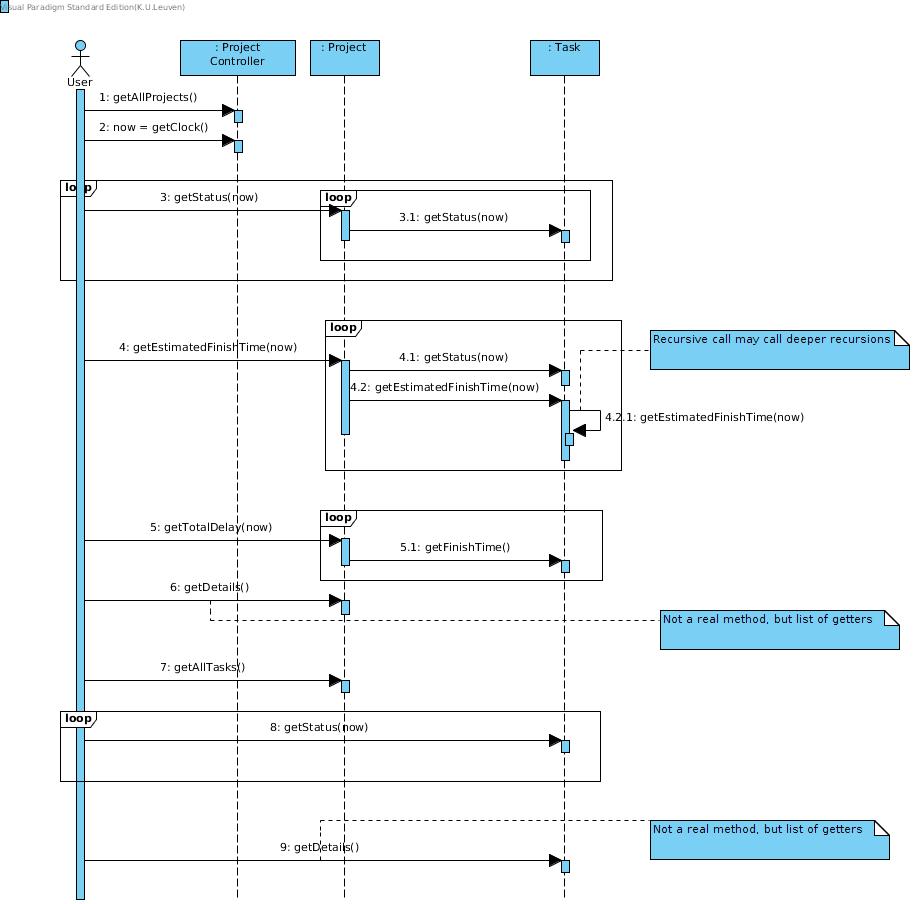 Visual Paradigm Standard Edition(K.U.Leuven)
: Project
Controller
: Project
: Task
User
1: getAllProjects()
2: now = getClock()
loop
3: getStatus(now)
loop
3.1: getStatus(now)
loop
4: getEstimatedFinishTime(now)
4.1: getStatus(now)
Recursive call may call deeper recursions
4.2: getEstimatedFinishTime(now)
4.2.1: getEstimatedFinishTime(now)
loop
5: getTotalDelay(now)
5.1: getFinishTime()
6: getDetails()
Not a real method, but list of getters
7: getAllTasks()
loop
8: getStatus(now)
Not a real method, but list of getters
9: getDetails()